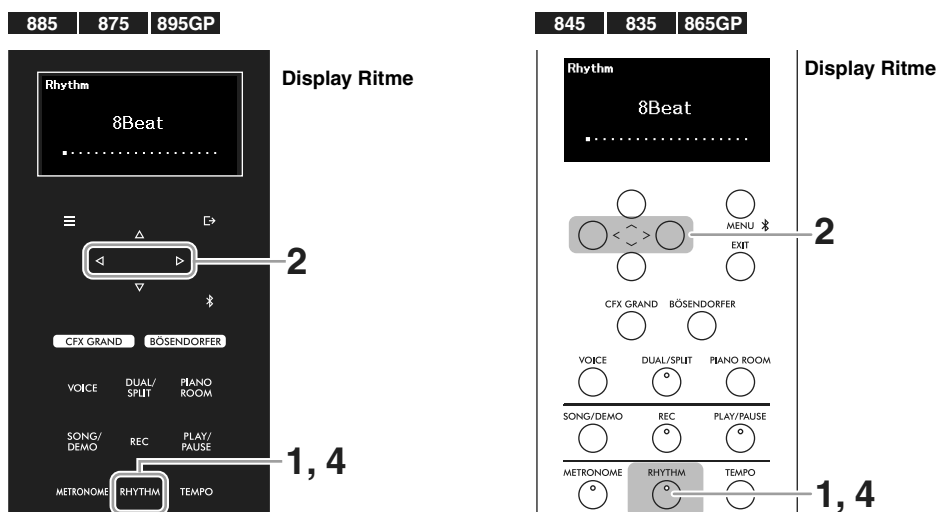 885 875 895GP
Rhythm
8Beat
Display Ritme
2
CFX GRAND BÖSENDORFER
VOICE DUAL/SPLIT PIANO ROOM
SONG/DEMO REC PLAY/PAUSE
METRONOME RHYTHM TEMPO
1, 4
845 835 865GP
Rhythm
8Beat
Display Ritme
MENU
EXIT
2
CFX GRAND BÖSENDORFER
VOICE DUAL/SPLIT PIANO ROOM
SONG/DEMO REC PLAY/PAUSE
METRONOME RHYTHM TEMPO
1, 4